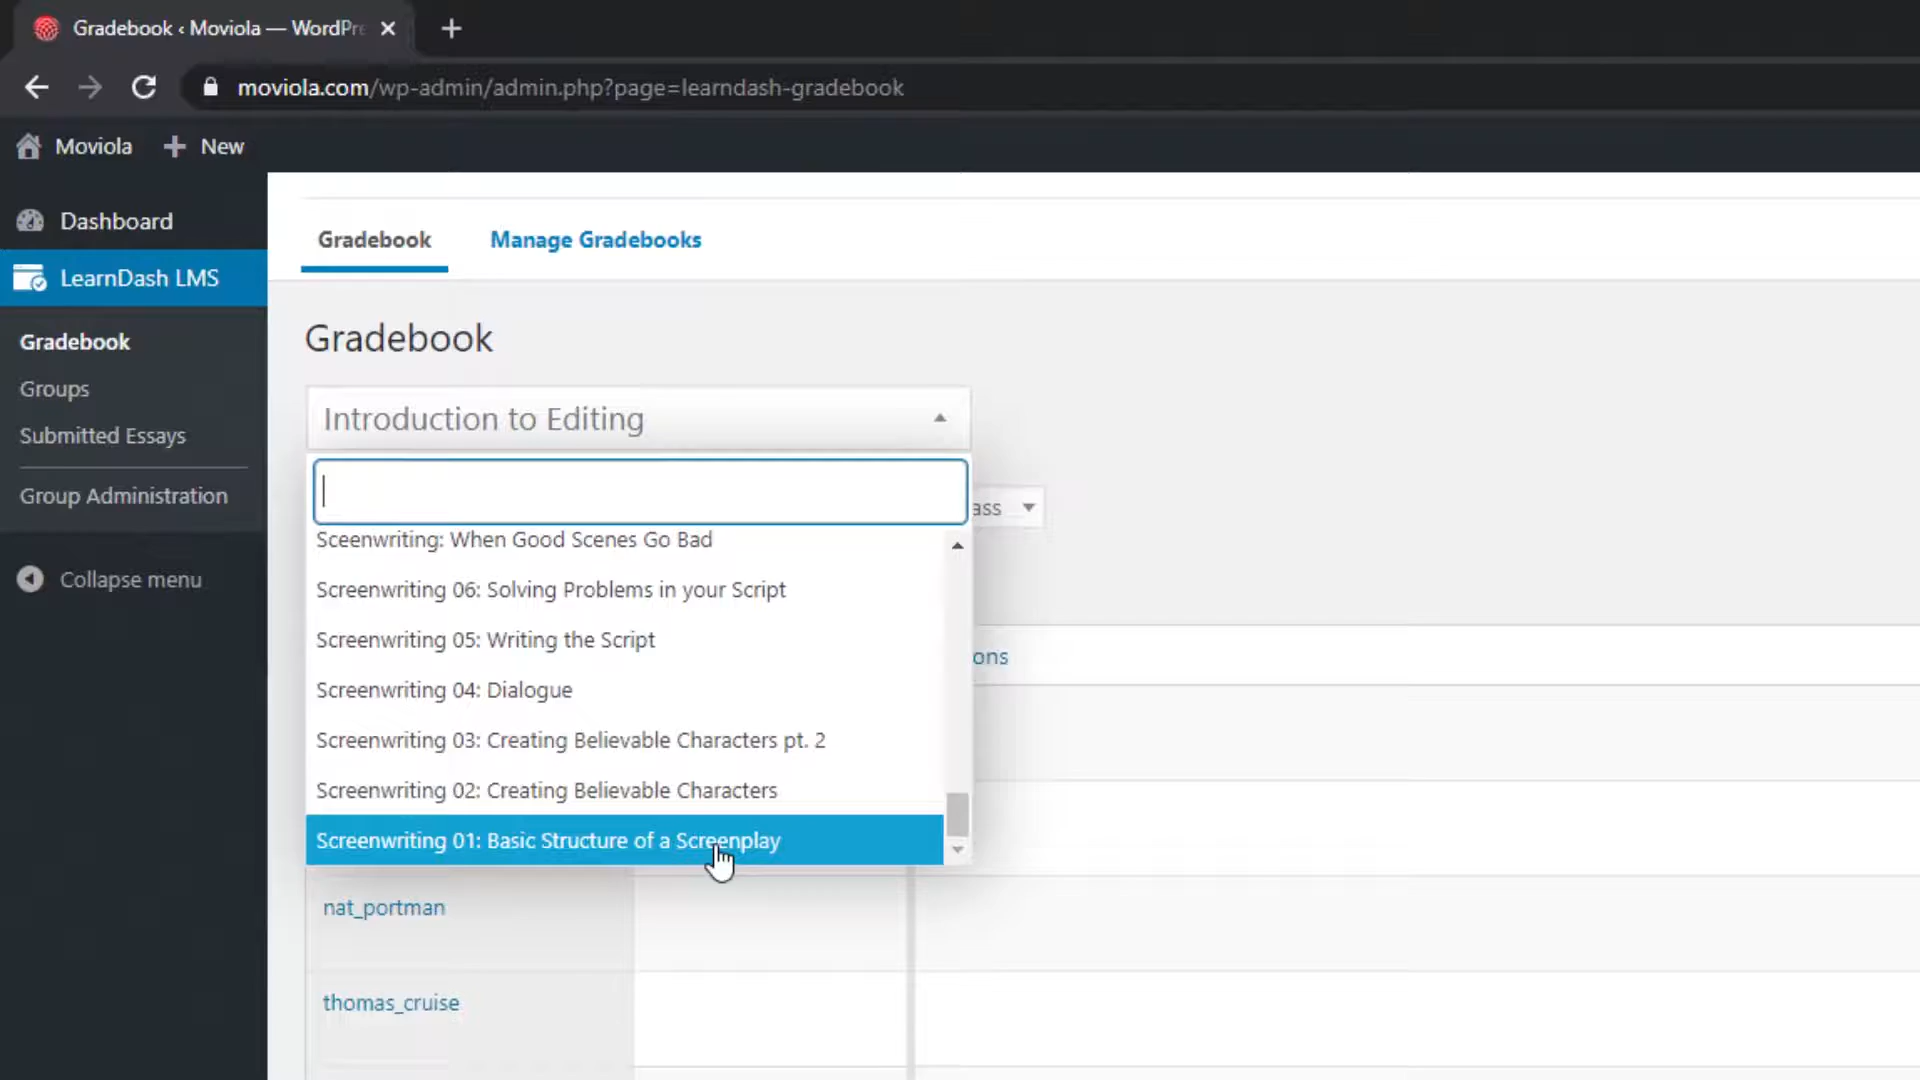 Gradebook ‹ Moviola — WordPre
moviola.com/wp-admin/admin.php?page=learndash-gradebook
Moviola + New
Dashboard
LearnDash LMS
Gradebook
Groups
Submitted Essays
Group Administration
Collapse menu
Gradebook Manage Gradebooks
Gradebook
Introduction to Editing
ass
Sceenwriting: When Good Scenes Go Bad
Screenwriting 06: Solving Problems in your Script
Screenwriting 05: Writing the Script
ons
Screenwriting 04: Dialogue
Screenwriting 03: Creating Believable Characters pt. 2
Screenwriting 02: Creating Believable Characters
Screenwriting 01: Basic Structure of a Screenplay
nat_portman
thomas_cruise